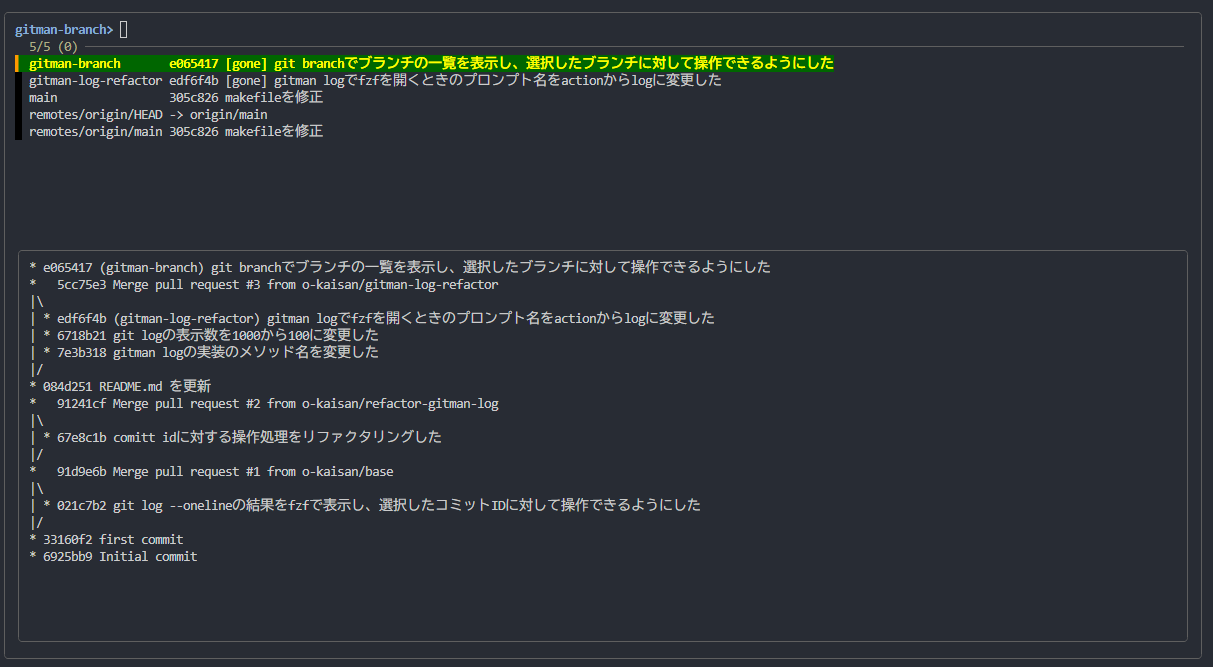 gitman-branch>
5/5 (0)
gitman-branch e065417 [gone] git branchでブランチの一覧を表示し、選択したブランチに対して操作できるようにした
gitman-log-refactor edf6f4b [gone] gitman logでfzfを開くときのプロンプト名をactionからlogに変更した
main 305c826 makefileを修正
remotes/origin/HEAD -> origin/main
remotes/origin/main 305c826 makefileを修正
* e065417 (gitman-branch) git branchでブランチの一覧を表示し、選択したブランチに対して操作できるようにした
*   5cc75e3 Merge pull request #3 from o-kaisan/gitman-log-refactor
|\
| * edf6f4b (gitman-log-refactor) gitman logでfzfを開くときのプロンプト名をactionからlogに変更した
| * 6718b21 git logの表示数を1000から100に変更した
| * 7e3b318 gitman logの実装のメソッド名を変更した
|/
* 084d251 README.md を更新
*   91241cf Merge pull request #2 from o-kaisan/refactor-gitman-log
|\
| * 67e8c1b comitt idに対する操作処理をリファクタリングした
|/
*   91d9e6b Merge pull request #1 from o-kaisan/base
|\
| * 021c7b2 git log --onelineの結果をfzfで表示し、選択したコミットIDに対して操作できるようにした
|/
* 33160f2 first commit
* 6925bb9 Initial commit